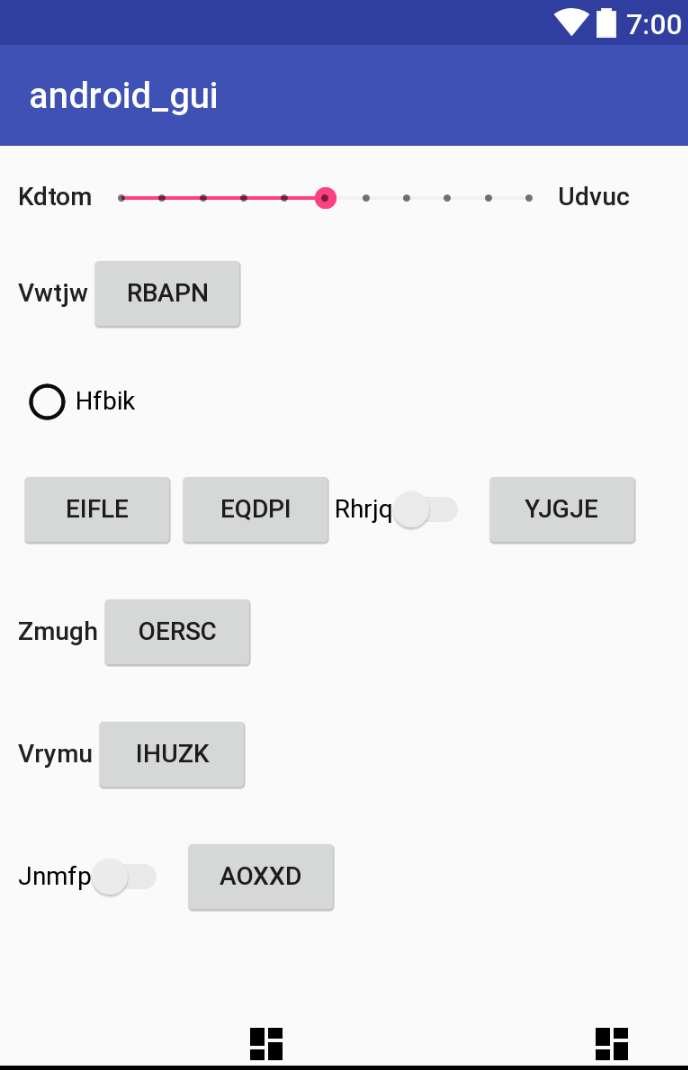 7:00
android_gui
Kdtom Udvuc
Vwtjw RBAPN
Hfbik
EIFLE EQDPI Rhrjq YJGJE
Zmugh OERSC
Vrymu IHUZK
Jnmfp AOXXD